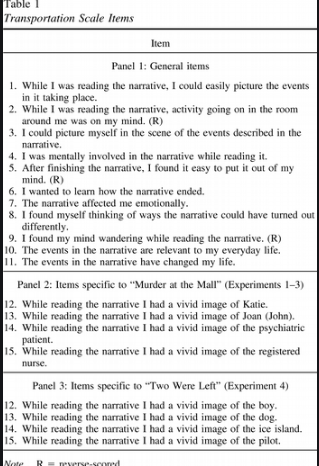 Table 1
Transportation Scale Items
Item
Panel 1: General items
1. While I was reading the narrative, I could easily picture the events
in it taking place.
2. While I was reading the narrative, activity going on in the room
around me was on my mind. (R)
3. I could picture myself in the scene of the events described in the
narrative.
4. I was mentally involved in the narrative while reading it.
5. After finishing the narrative, I found it easy to put it out of my
mind. (R)
6. I wanted to learn how the narrative ended.
7. The narrative affected me emotionally.
8. I found myself thinking of ways the narrative could have turned out
differently.
9. I found my mind wandering while reading the narrative. (R)
10. The events in the narrative are relevant to my everyday life.
11. The events in the narrative have changed my life.
Panel 2: Items specific to “Murder at the Mall” (Experiments 1–3)
12. While reading the narrative I had a vivid image of Katie.
13. While reading the narrative I had a vivid image of Joan (John).
14. While reading the narrative I had a vivid image of the psychiatric
patient.
15. While reading the narrative I had a vivid image of the registered
nurse.
Panel 3: Items specific to “Two Were Left” (Experiment 4)
12. While reading the narrative I had a vivid image of the boy.
13. While reading the narrative I had a vivid image of the dog.
14. While reading the narrative I had a vivid image of the ice island.
15. While reading the narrative I had a vivid image of the pilot.
Note. R = reverse-scored.